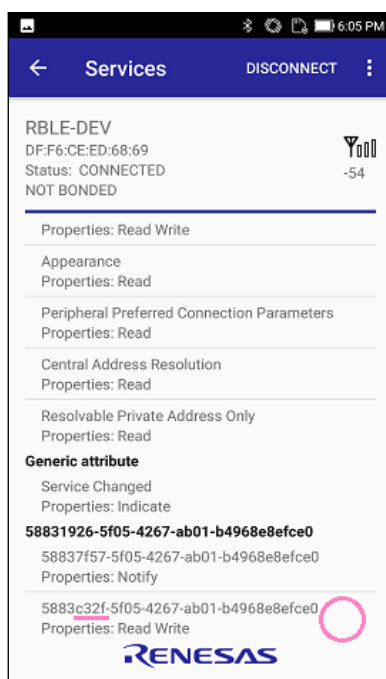 6:05 PM
Services DISCONNECT
RBLE-DEV
DF:F6:CE:ED:68:69
Status: CONNECTED
-54
NOT BONDED
Properties: Read Write
Appearance
Properties: Read
Peripheral Preferred Connection Parameters
Properties: Read
Central Address Resolution
Properties: Read
Resolvable Private Address Only
Properties: Read
Generic attribute
Service Changed
Properties: Indicate
58831926-5f05-4267-ab01-b4968e8efce0
58837f57-5f05-4267-ab01-b4968e8efce0
Properties: Notify
5883c32f-5f05-4267-ab01-b4968e8efce0
Properties: Read Write
RENESAS